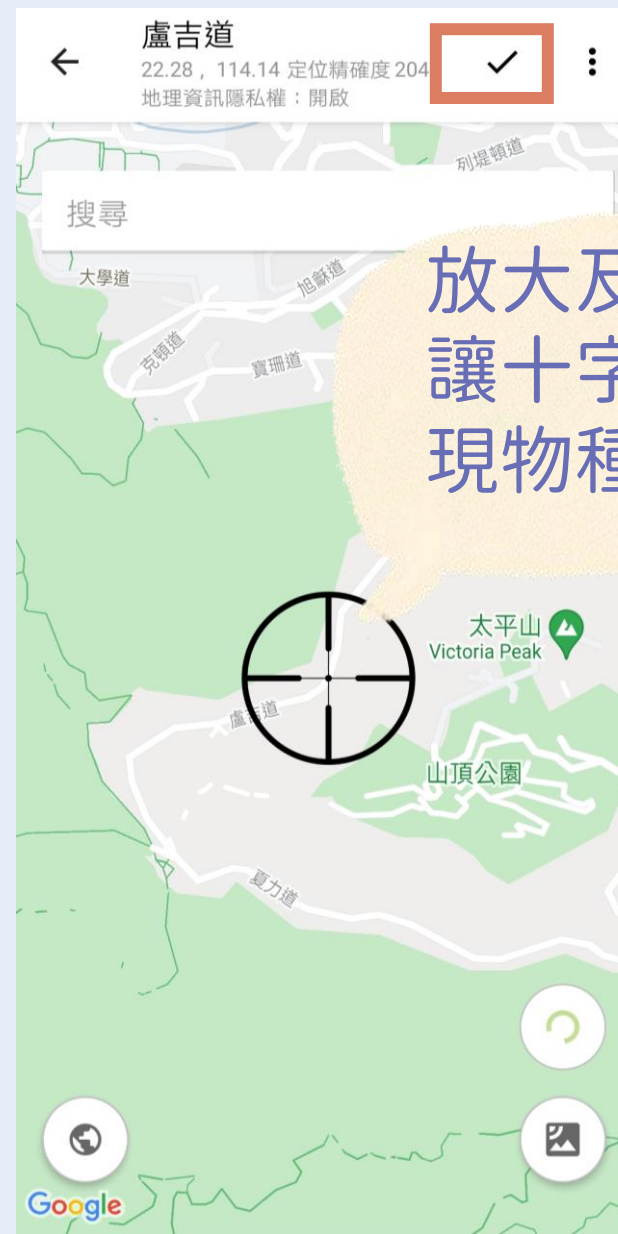 盧吉道
22.28 , 114.14 定位精確度 204
地理資訊隱私權：開啟
列堤頓道
搜尋
大學道
旭龢道
克頓道
寶珊道
放大及
讓十字
現物種
太平山
Victoria Peak
盧吉道
山頂公園
夏力道
Google